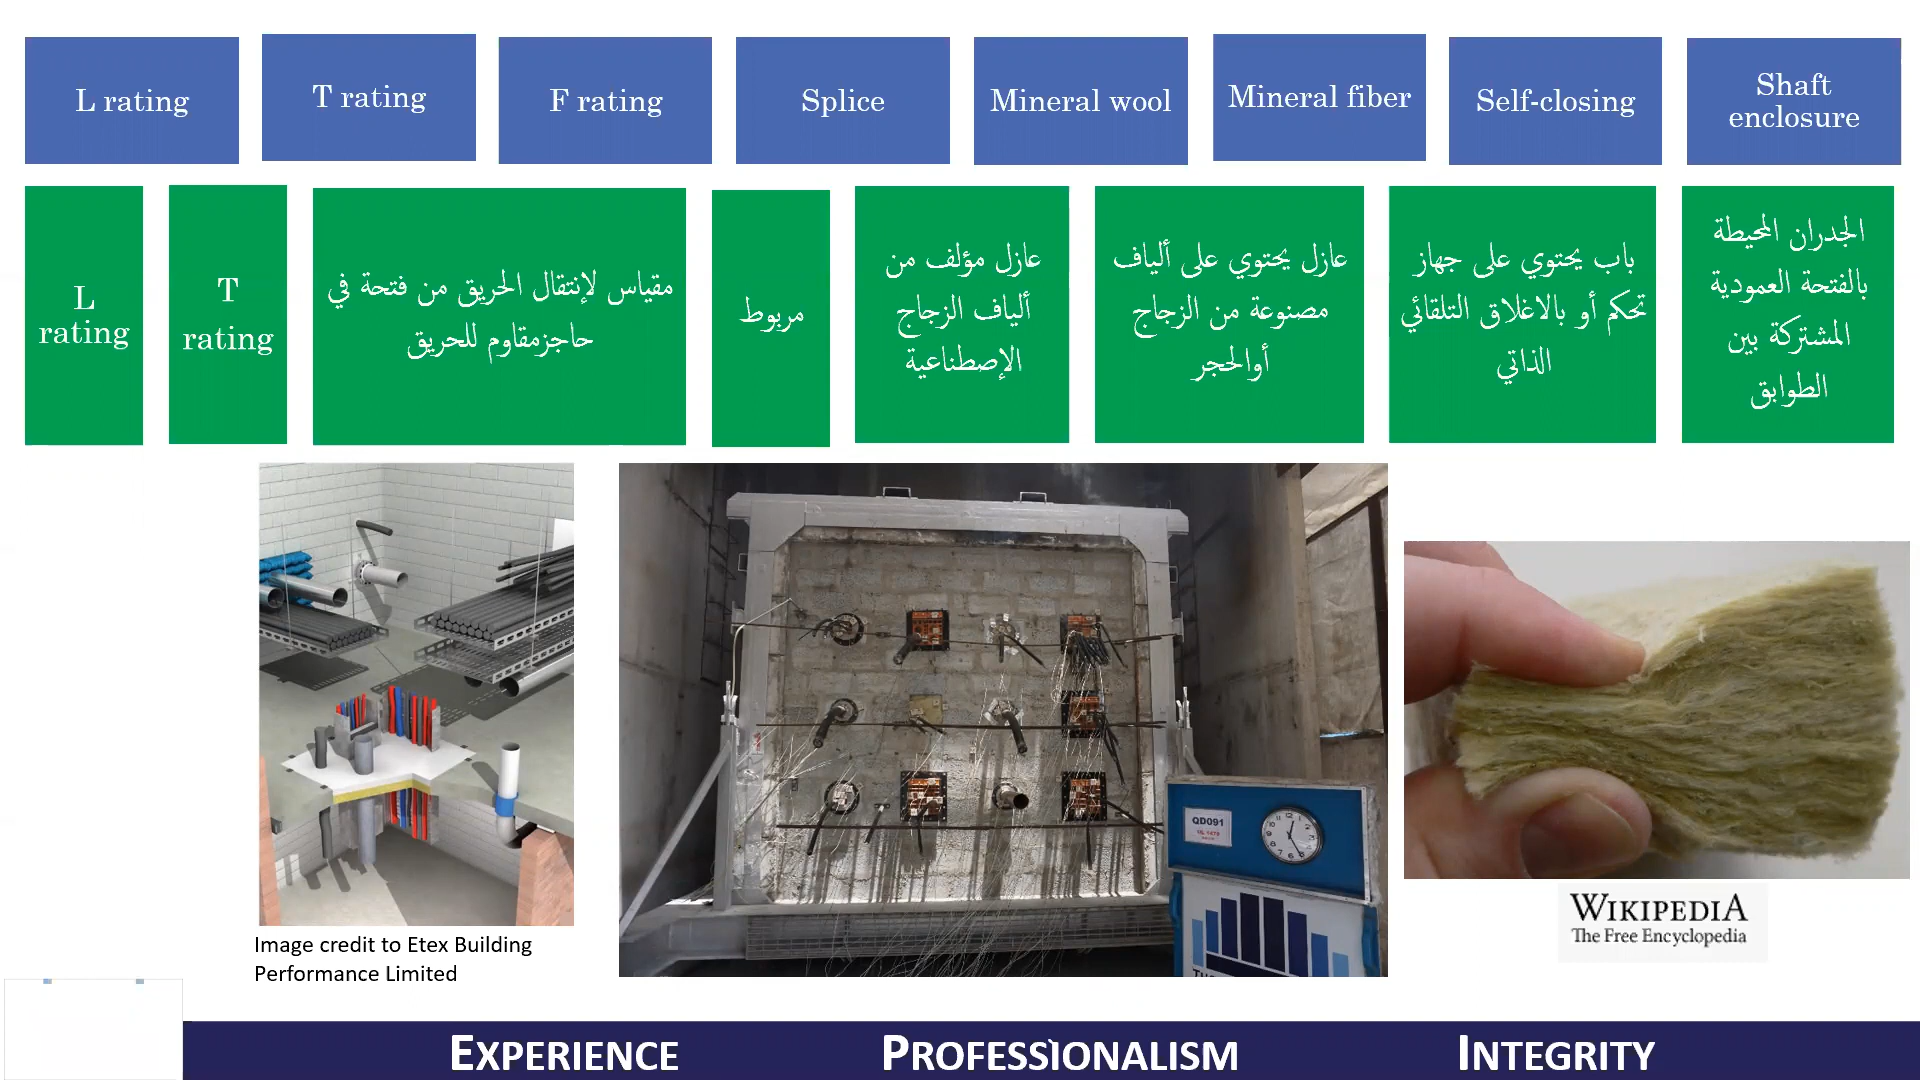 L rating
T rating
F rating
Splice
Mineral wool
Mineral fiber
Self-closing
Shaft
enclosure
L
rating
T
rating
مقياس لإنتقال الحريق من فتحة في
حاجزمقاوم للحريق
مربوط
عازل مؤلف من
ألياف الزجاج
الإصطناعية
عازل يحتوي على ألياف
مصنوعة من الزجاج
أوالحجر
باب يحتوي على جهاز
تحكم أو بالاغلاق التلقائي
الذاتي
الجدران المحيطة
بالفتحة العمودية
المشتركة بين
الطوابق
QD091
Image credit to Etex Building
Performance Limited
WIKIPEDIA
The Free Encyclopedia
EXPERIENCE
PROFESSIONALISM
INTEGRITY